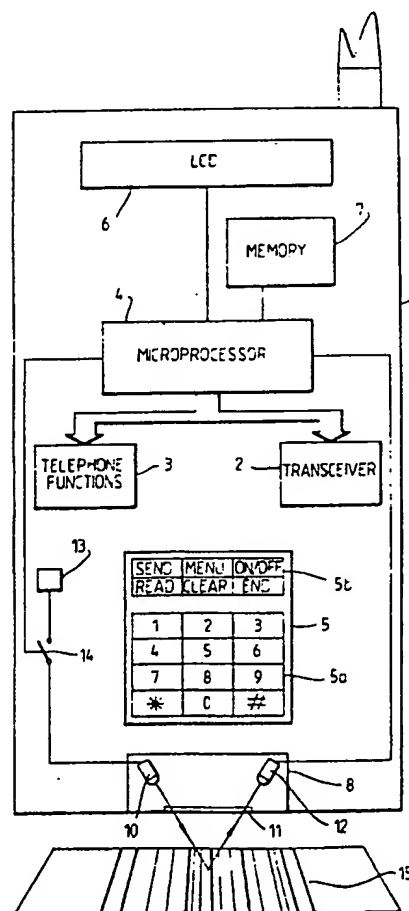 LCD
6
7
MEMORY
4
MICROPROCESSOR
TELEPHONE
FUNCTIONS
3
2
TRANSCEIVER
13
14
SEND MENU ON/OFF
READ CLEAR END
5b
1 2 3
5
4 5 6
7 8 9
5a
* C #
8
10
11
12
15